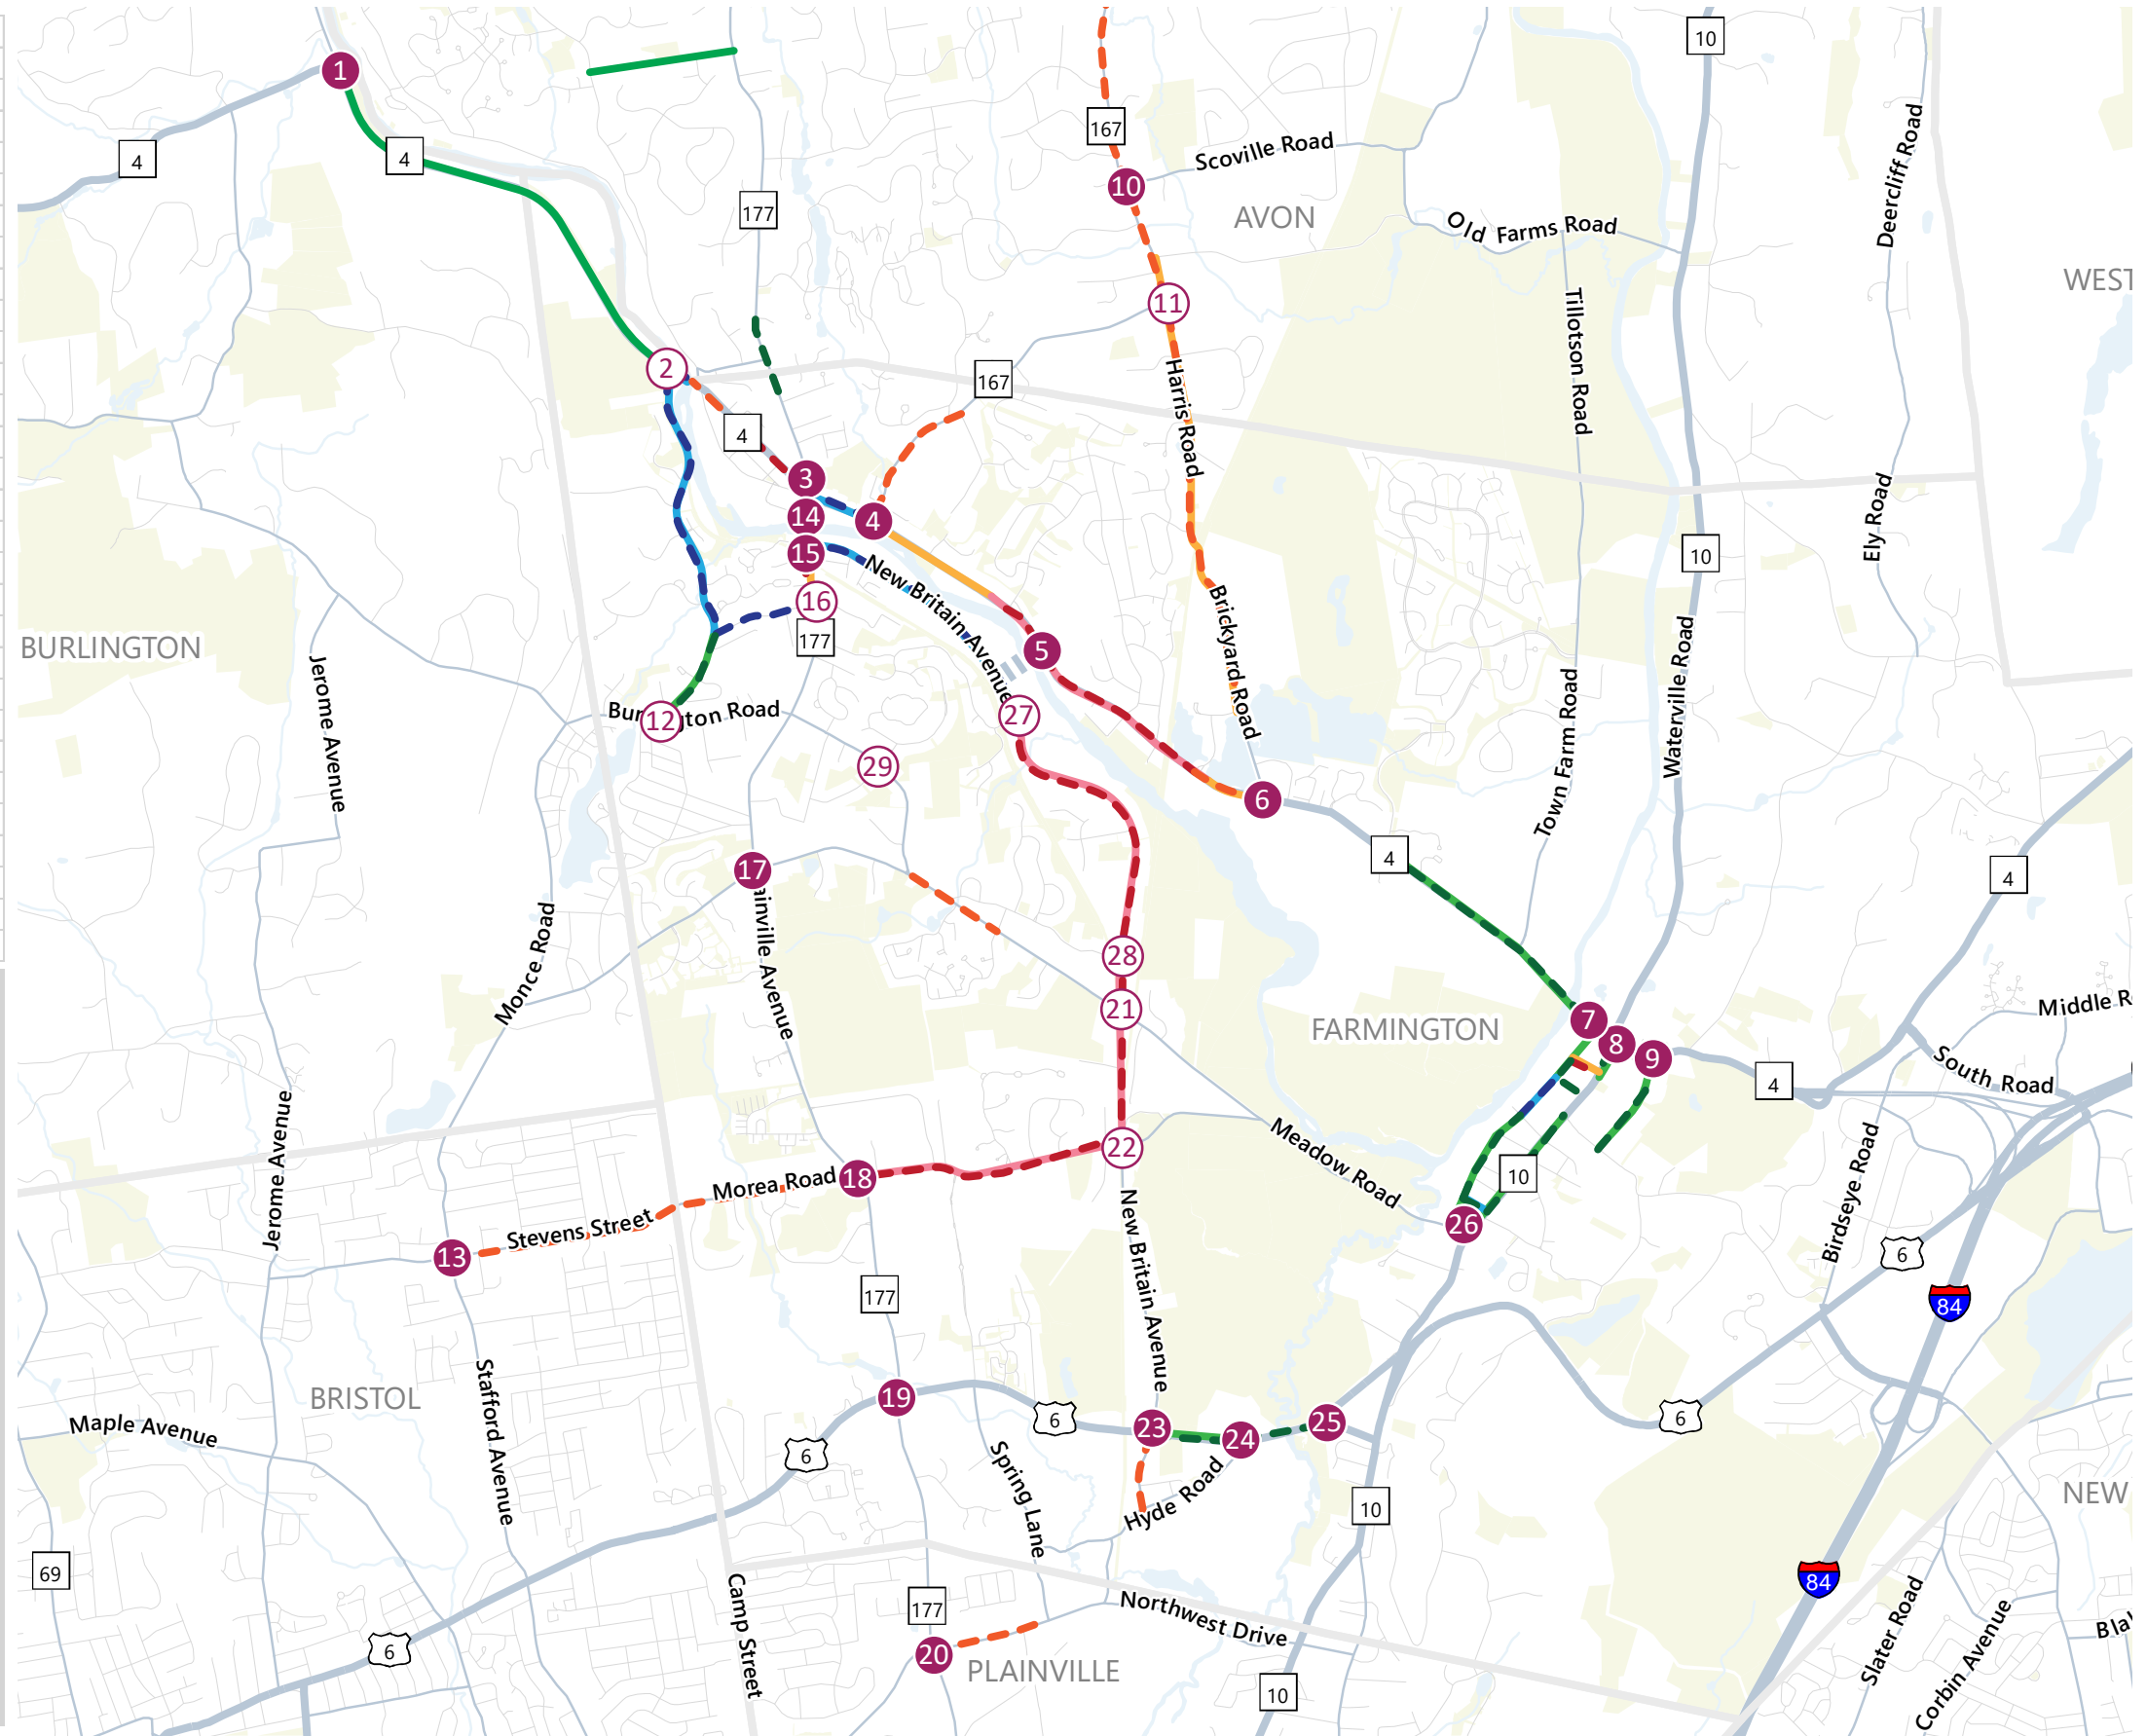 10
1
4
4
167
Scoville Road
10
177
AVON
Old Farms Road
Deercliff Road
WEST
11
Tillotson Road
2
167
Harris Road
4
3
14
4
15
10
Ely Road
New Britain Avenue
16
177
Brickyard Road
5
BURLINGTON
Jerome Avenue
Burlington Road
12
27
Town Farm Road
Waterville Road
29
6
4
17
4
Plainville Avenue
Monce Road
28
21
FARMINGTON
7
8
9
Middle R
South Road
4
Jerome Avenue
22
Meadow Road
Birdseye Road
18
Morea Road
10
Stevens Street
13
26
6
New Britain Avenue
177
84
BRISTOL
Stafford Avenue
19
6
23
24
25
6
Maple Avenue
6
Spring Lane
Hyde Road
10
NEW
69
Camp Street
177
Northwest Drive
84
Slater Road
Corbin Avenue
Bla
6
20
PLAINVILLE
10